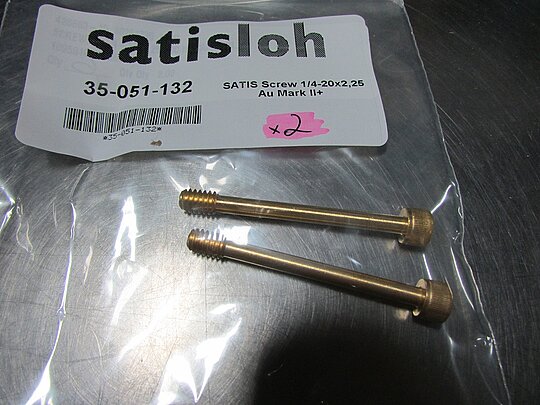 satisloh
35-051-132
SATIS Screw 1/4-20x2,25
Au Mark II+
*35-051-132*
x2